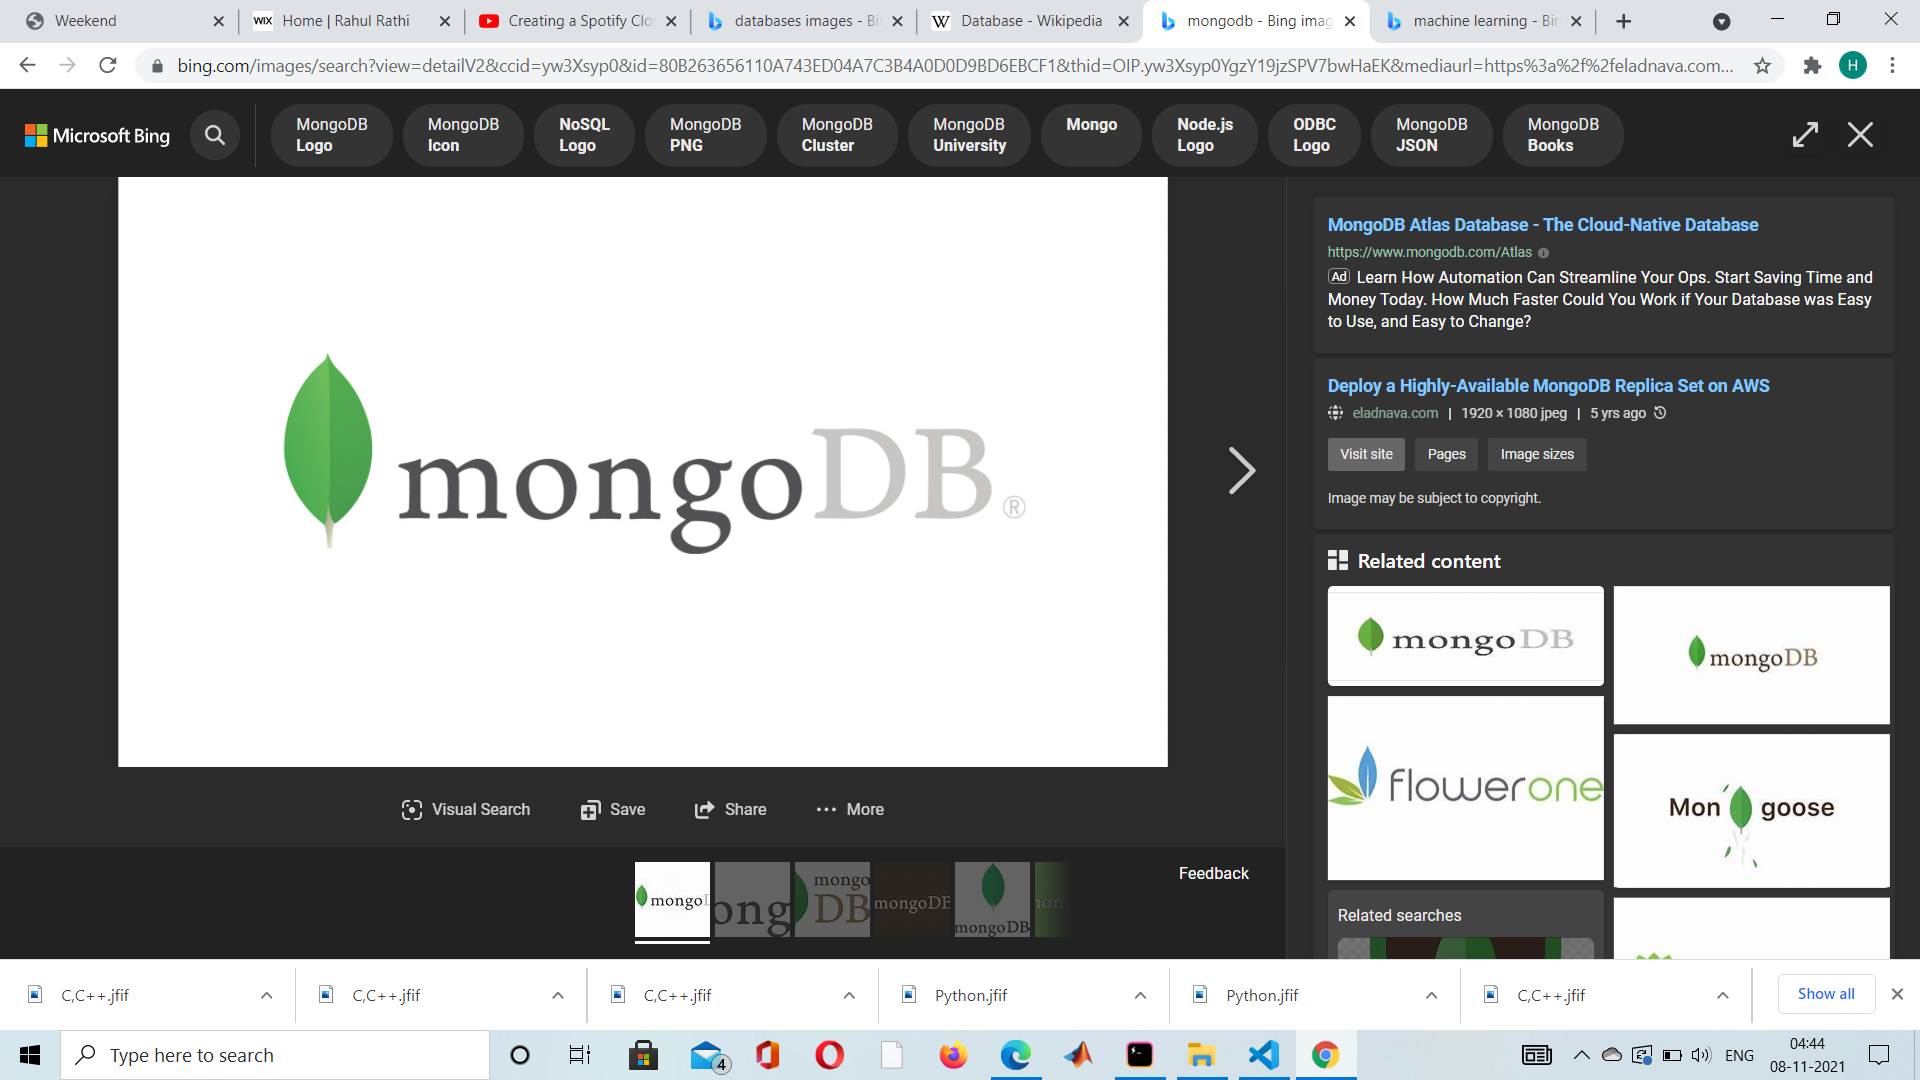 Weekend
WIX Home | Rahul Rathi
Creating a Spotify Clo
databases images - Bi
W Database - Wikipedia
mongodb - Bing imag
machine learning - Bin
bing.com/images/search?view=detailV2&ccid=yw3Xsyp0&id=80B263656110A743ED04A7C3B4A0D0D9BD6EBCF1&thid=OIP.yw3Xsyp0YgzY19jzSPV7bwHaEK&mediaurl=https%3a%2f%2feladnava.com...
H
Microsoft Bing
MongoDB
Logo
MongoDB
Icon
NoSQL
Logo
MongoDB
PNG
MongoDB
Cluster
MongoDB
University
Mongo
Node.js
Logo
ODBC
Logo
MongoDB
JSON
MongoDB
Books
mongoDB®
MongoDB Atlas Database - The Cloud-Native Database
https://www.mongodb.com/Atlas
Ad Learn How Automation Can Streamline Your Ops. Start Saving Time and
Money Today. How Much Faster Could You Work if Your Database was Easy
to Use, and Easy to Change?
Deploy a Highly-Available MongoDB Replica Set on AWS
eladnava.com | 1920 × 1080 jpeg | 5 yrs ago
Visit site
Pages
Image sizes
Image may be subject to copyright.
Related content
mongoDB
mongoDB
flowerone
Mongoose
Related searches
Visual Search
Save
Share
More
mongoD
ong
mongo
DB
mongoDB
mongoDB
mon
Feedback
C,C++.jfif
C,C++.jfif
C,C++.jfif
Python.jfif
Python.jfif
C,C++.jfif
Show all
Type here to search
4
ENG
04:44
08-11-2021